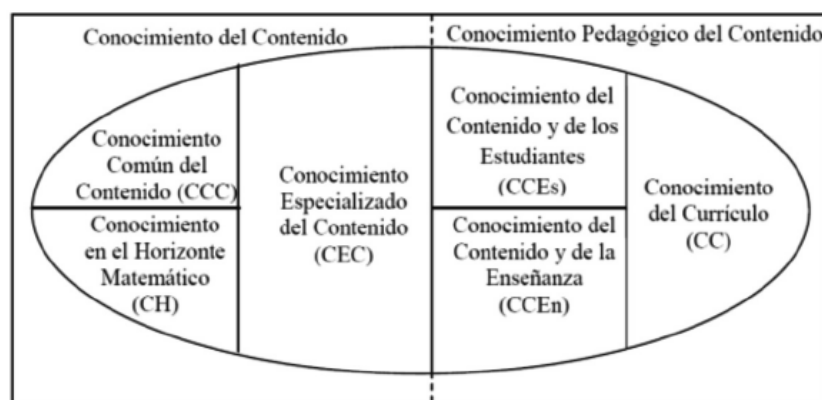 Conocimiento del Contenido
Conocimiento Pedagógico del Contenido
Conocimiento
Común del
Contenido (CCC)
Conocimiento
en el Horizonte
Matemático
(CH)
Conocimiento
Especializado
del Contenido
(CEC)
Conocimiento del
Contenido y de los
Estudiantes
(CCEs)
Conocimiento del
Contenido y de la
Enseñanza
(CCEn)
Conocimiento
del Currículo
(CC)